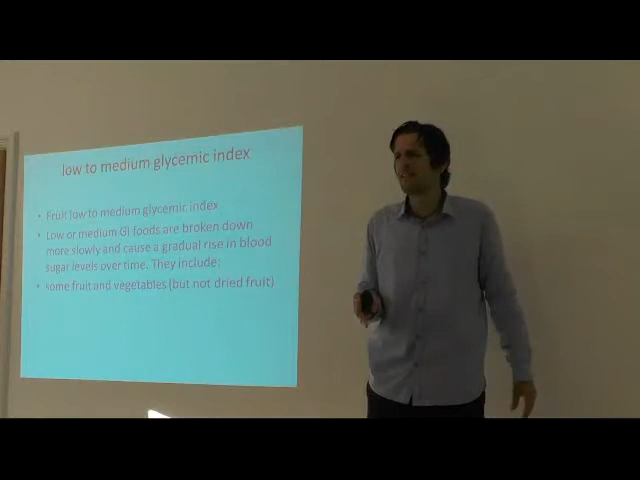 low to medium glycemic index
• Fruit low to medium glycemic index
• Low or medium GI foods are broken down
more slowly and cause a gradual rise in blood
sugar levels over time. They include:
• some fruit and vegetables (but not dried fruit)